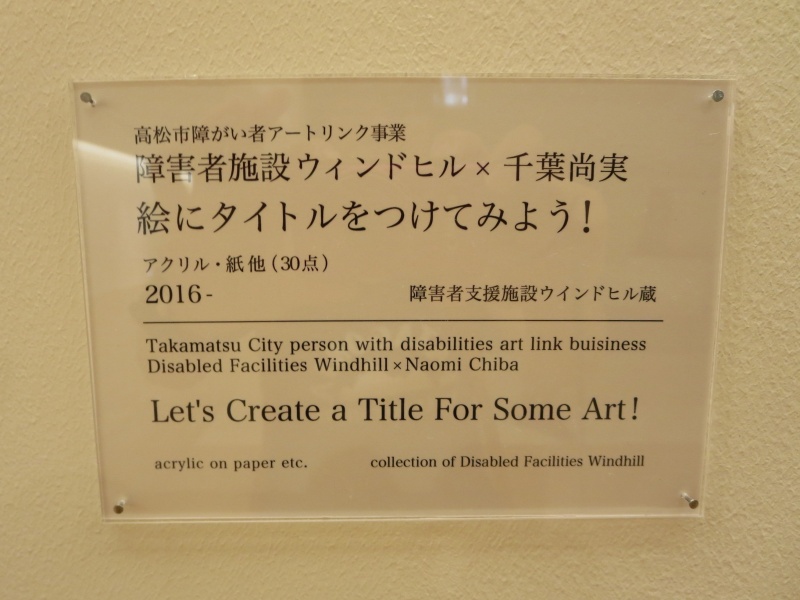 高松市障がい者アートリンク事業
障害者施設ウィンドヒル × 千葉尚実
絵にタイトルをつけてみよう!
アクリル・紙 他(30点)
2016-
障害者支援施設ウインドヒル蔵
Takamatsu City person with disabilities art link buisiness
Disabled Facilities Windhill×Naomi Chiba
Let's Create a Title For Some Art!
acrylic on paper etc.
collection of Disabled Facilities Windhill